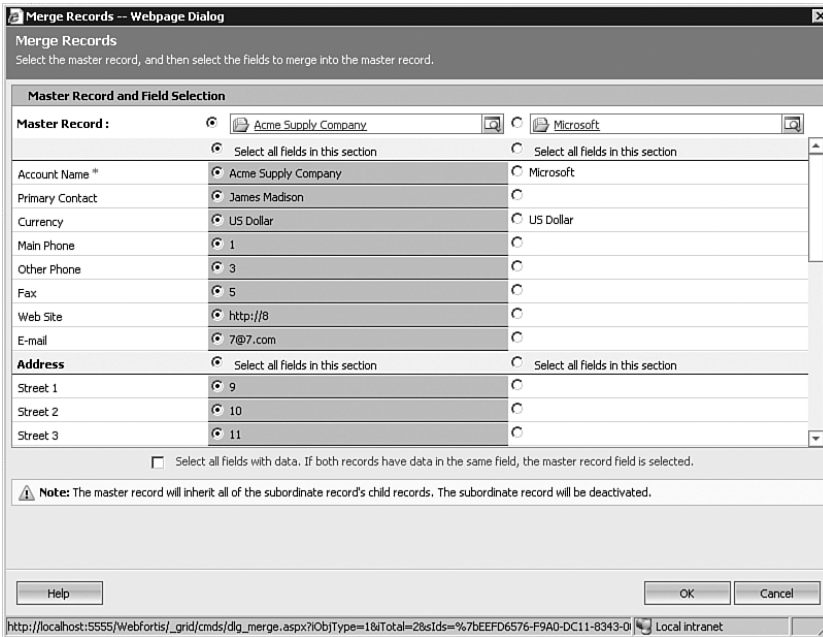 Merge Records -- Webpage Dialog
Merge Records
Select the master record, and then select the fields to merge into the master record.
Master Record and Field Selection
Master Record : Acme Supply Company Microsoft
Select all fields in this section Select all fields in this section
Account Name * Acme Supply Company Microsoft
Primary Contact James Madison
Currency US Dollar US Dollar
Main Phone 1
Other Phone 3
Fax 5
Web Site http://8
E-mail 7@7.com
Address Select all fields in this section Select all fields in this section
Street 1 9
Street 2 10
Street 3 11
Select all fields with data. If both records have data in the same field, the master record field is selected.
Note: The master record will inherit all of the subordinate record's child records. The subordinate record will be deactivated.
Help OK Cancel
http://localhost:5555/Webfortis/_grid/cmds/dlg_merge.aspx?iObjType=1&iTotal=2&sIds=%7bEEFD6576-F9A0-DC11-8343-0 Local intranet